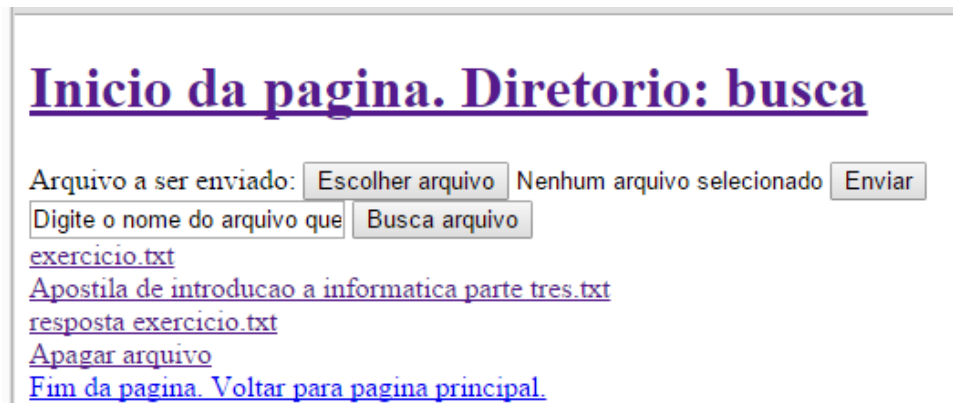 Inicio da pagina. Diretorio: busca
Arquivo a ser enviado: Escolher arquivo Nenhum arquivo selecionado Enviar
Digite o nome do arquivo que Busca arquivo
exercicio.txt
Apostila de introducao a informatica parte tres.txt
resposta exercicio.txt
Apagar arquivo
Fim da pagina. Voltar para pagina principal.